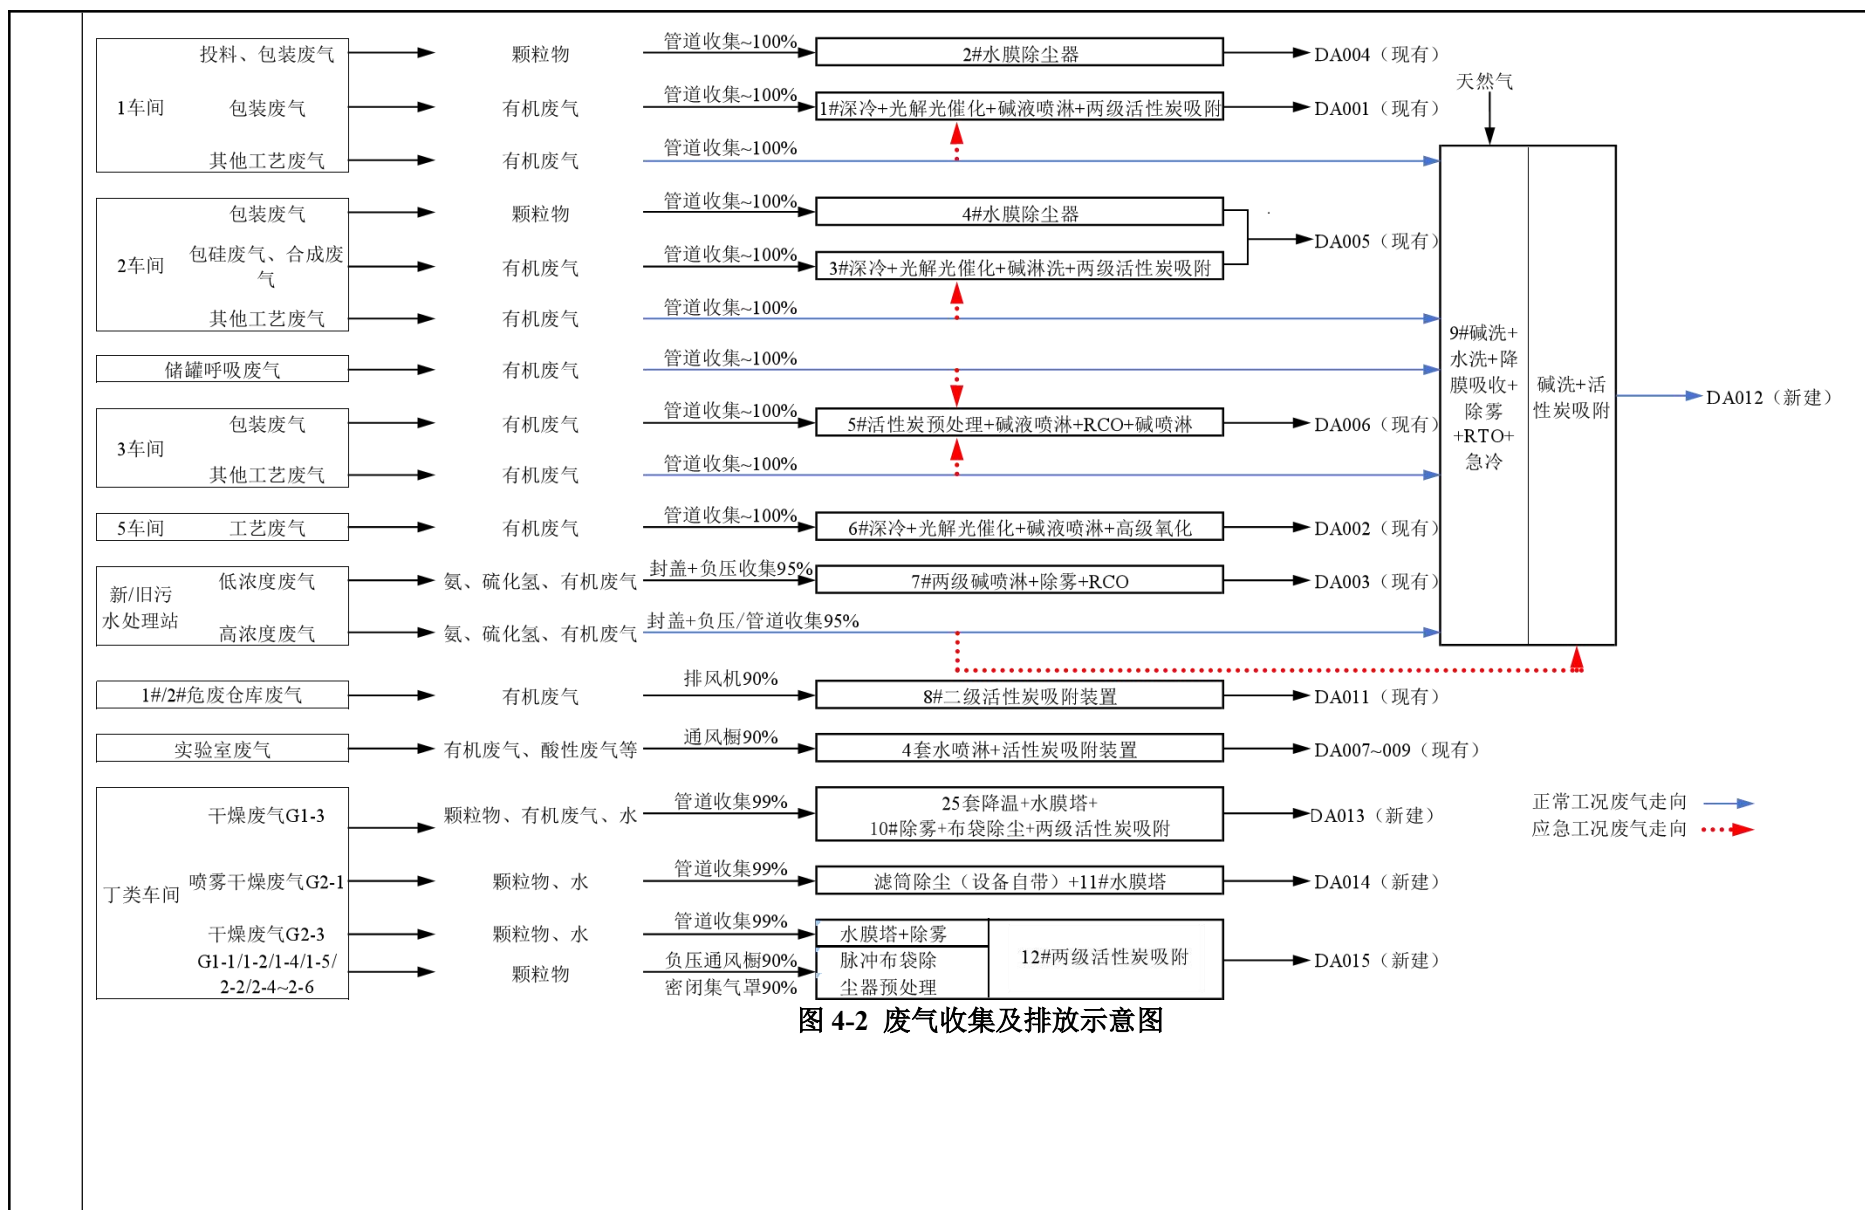 投料、包装废气
颗粒物
管道收集~100%
2#水膜除尘器
DA004（现有）
天然气
1车间
包装废气
有机废气
管道收集~100%
1#深冷+光解光催化+碱液喷淋+两级活性炭吸附
DA001（现有）
其他工艺废气
有机废气
管道收集~100%
包装废气
颗粒物
管道收集~100%
4#水膜除尘器
DA005（现有）
2车间
包硅废气、合成废
气
有机废气
管道收集~100%
3#深冷+光解光催化+碱淋洗+两级活性炭吸附
其他工艺废气
有机废气
管道收集~100%
9#碱洗+
水洗+降
膜吸收+
除雾
+RTO+
急冷
碱洗+活
性炭吸附
DA012（新建）
储罐呼吸废气
有机废气
管道收集~100%
3车间
包装废气
有机废气
管道收集~100%
5#活性炭预处理+碱液喷淋+RCO+碱喷淋
DA006（现有）
其他工艺废气
有机废气
管道收集~100%
5车间
工艺废气
有机废气
管道收集~100%
6#深冷+光解光催化+碱液喷淋+高级氧化
DA002（现有）
新/旧污
水处理站
低浓度废气
氨、硫化氢、有机废气
封盖+负压收集95%
7#两级碱喷淋+除雾+RCO
DA003（现有）
高浓度废气
氨、硫化氢、有机废气
封盖+负压/管道收集95%
1#/2#危废仓库废气
有机废气
排风机90%
8#二级活性炭吸附装置
DA011（现有）
实验室废气
有机废气、酸性废气等
通风橱90%
4套水喷淋+活性炭吸附装置
DA007~009（现有）
丁类车间
干燥废气G1-3
颗粒物、有机废气、水
管道收集99%
25套降温+水膜塔+
10#除雾+布袋除尘+两级活性炭吸附
DA013（新建）
正常工况废气走向
应急工况废气走向
喷雾干燥废气G2-1
颗粒物、水
管道收集99%
滤筒除尘（设备自带）+11#水膜塔
DA014（新建）
干燥废气G2-3
颗粒物、水
管道收集99%
水膜塔+除雾
12#两级活性炭吸附
DA015（新建）
G1-1/1-2/1-4/1-5/
2-2/2-4~2-6
颗粒物
负压通风橱90%
密闭集气罩90%
脉冲布袋除
尘器预处理
图 4-2 废气收集及排放示意图